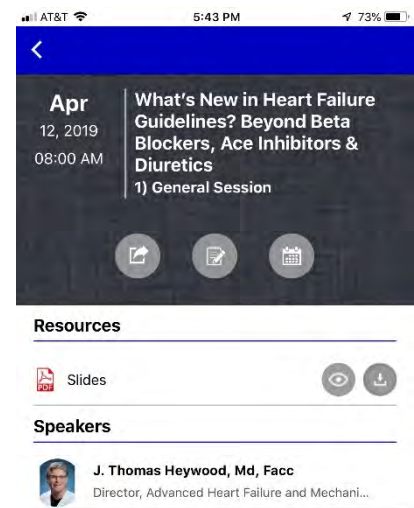 AT&T 5:43 PM 73%
Apr
12, 2019
08:00 AM
What's New in Heart Failure
Guidelines? Beyond Beta
Blockers, Ace Inhibitors &
Diuretics
1) General Session
Resources
PDF
Slides
Speakers
J. Thomas Heywood, Md, Facc
Director, Advanced Heart Failure and Mechani...